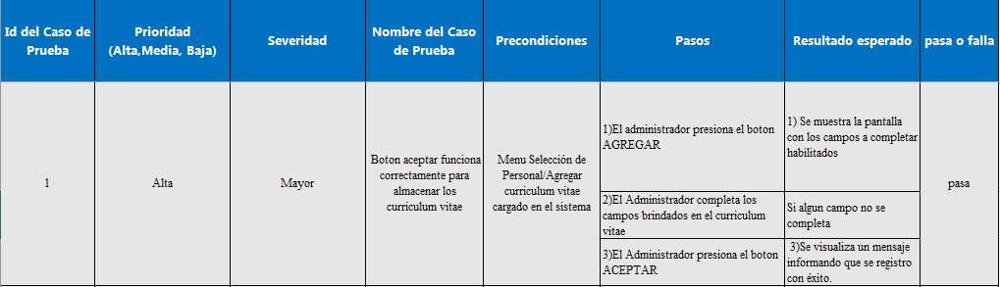 Id del Caso de
Prueba
Prioridad
(Alta,Media, Baja)
Severidad
Nombre del Caso
de Prueba
Precondiciones
Pasos
Resultado esperado
pasa o falla
1
Alta
Mayor
Boton aceptar funciona
correctamente para
almacenar los
curriculum vitae
Menu Selección de
Personal/Agregar
curriculum vitae
cargado en el sistema
1)El administrador presiona el boton
AGREGAR
1) Se muestra la pantalla
con los campos a completar
habilitados
pasa
2)El Administrador completa los
campos brindados en el curriculum
vitae
Si algun campo no se
completa
3)El Administrador presiona el boton
ACEPTAR
3)Se visualiza un mensaje
informando que se registro
con éxito.